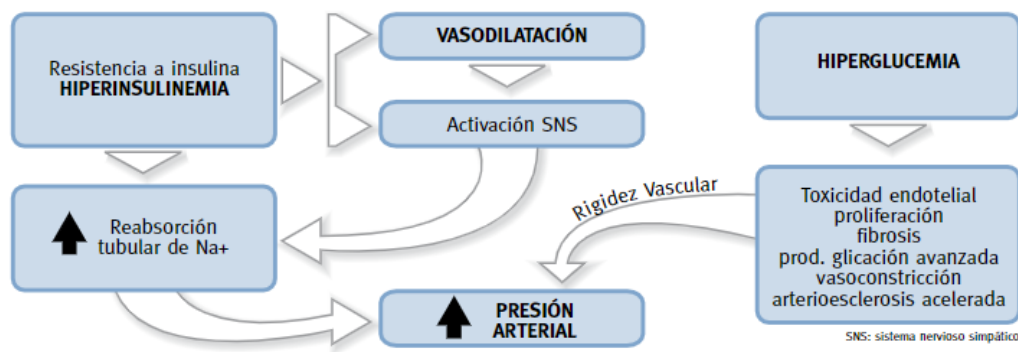 Resistencia a insulina
HIPERINSULINEMIA
VASODILATACIÓN
Activación SNS
HIPERGLUCEMIA
Reabsorción
tubular de Na+
Rigidez Vascular
Toxicidad endotelial
proliferación
fibrosis
prod. glicación avanzada
vasoconstricción
arterioesclerosis acelerada
PRESIÓN
ARTERIAL
SNS: sistema nervioso simpático